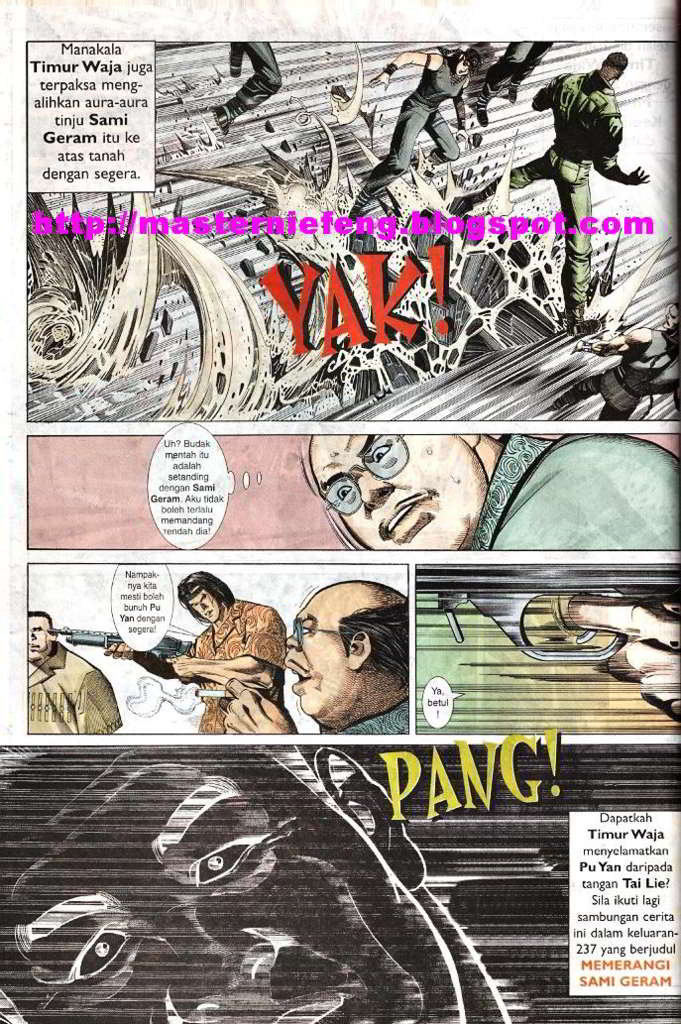 Manakala
Timur Waja juga
terpaksa meng-
alihkan aura-aura
tinju Sami
Geram itu ke
atas tanah
dengan segera.
http://masterniefeng.blogspot.com
YAK!
Uh? Budak
mentah itu
adalah
setanding
dengan Sami
Geram. Aku tidak
boleh terlalu
memandang
rendah dia!
Nampak-
nya kita
mesti boleh
bunuh Pu
Yan dengan
segera!
Ya,
betul
!
PANG!
Dapatkah
Timur Waja
menyelamatkan
Pu Yan daripada
tangan Tai Lie?
Sila ikuti lagi
sambungan cerita
ini dalam keluaran-
237 yang berjudul
MEMERANGI
SAMI GERAM